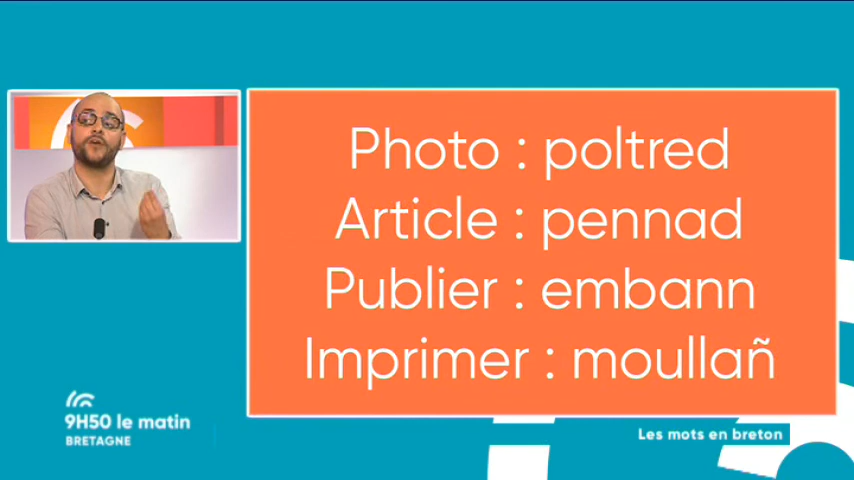 Photo : poltred
Article : pennad
Publier : embann
Imprimer : moullañ
9H50 le matin
BRETAGNE
Les mots en breton